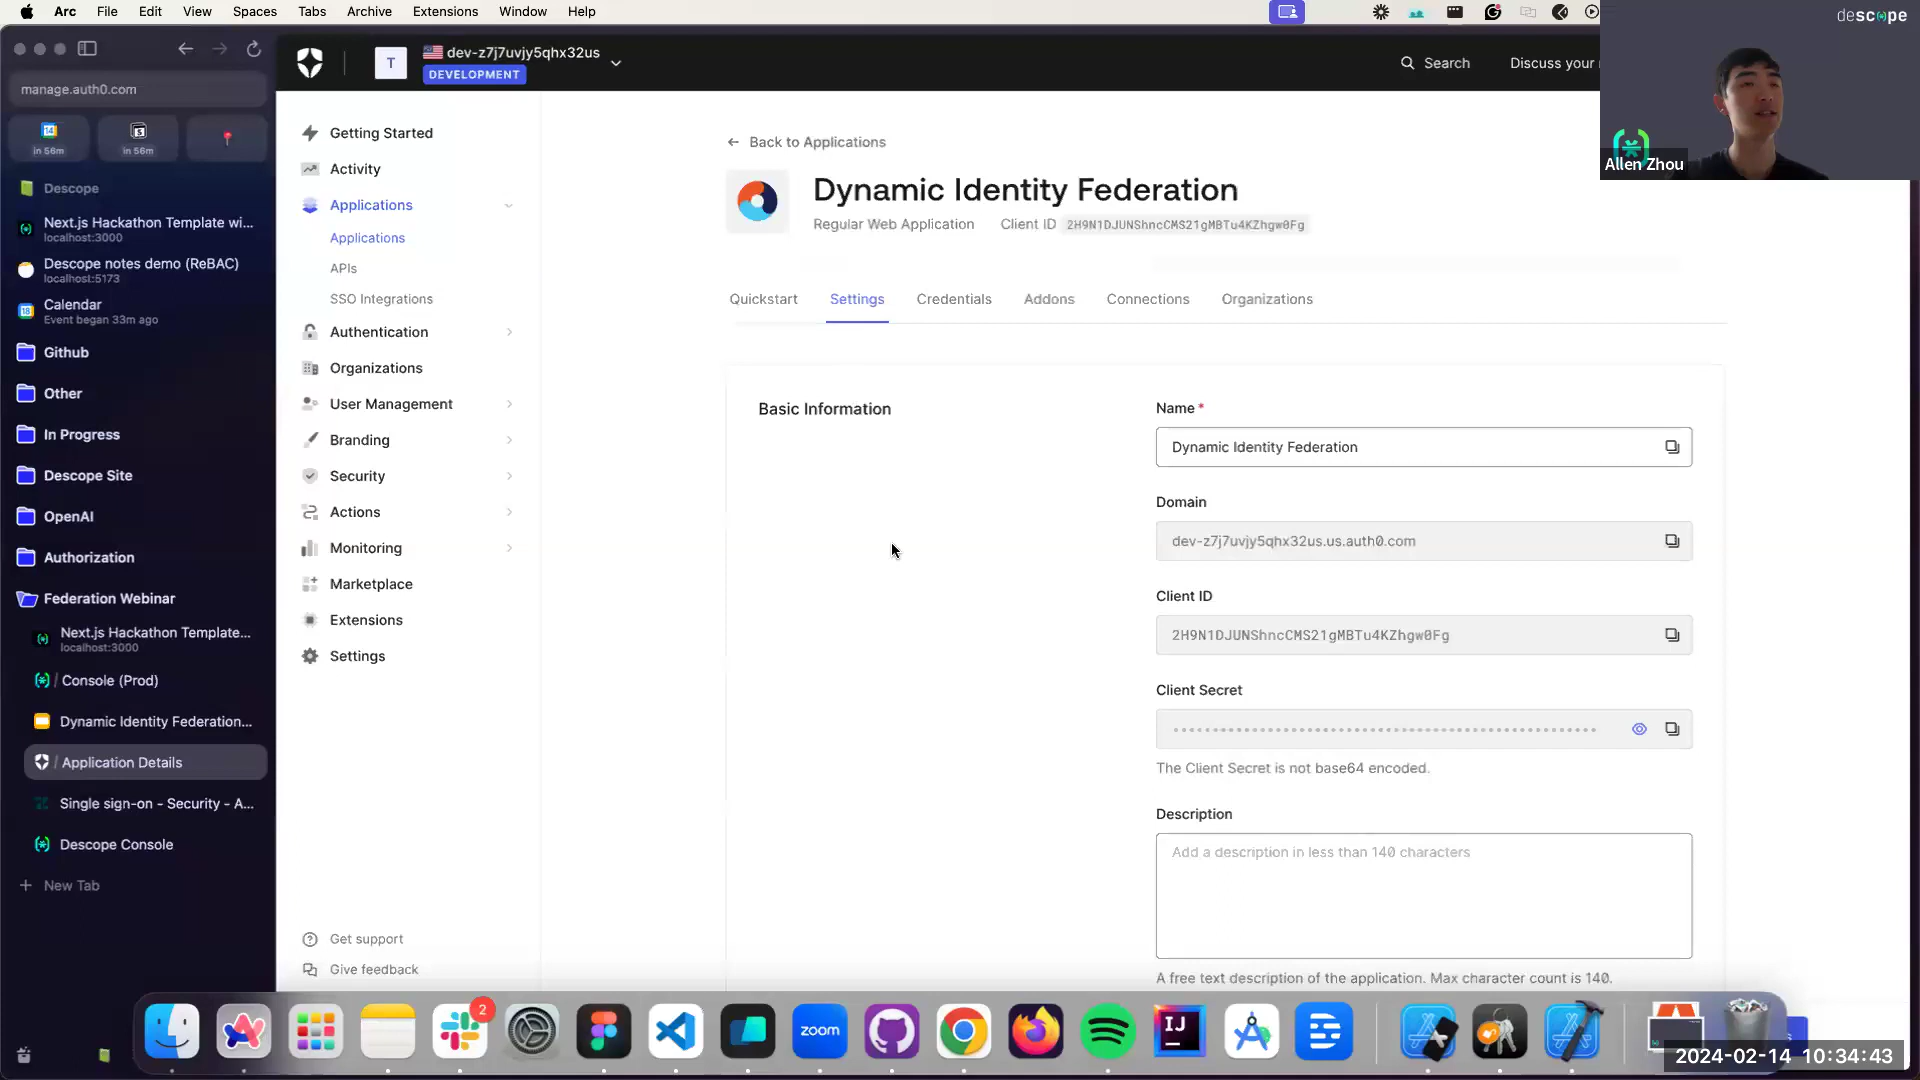 Arc File Edit View Spaces Tabs Archive Extensions Window Help
descope
Allen Zhou
manage.auth0.com
14
in 56m
in 56m
Descope
Next.js Hackathon Template wi...
localhost:3000
Descope notes demo (ReBAC)
localhost:5173
Calendar
Event began 33m ago
Github
Other
In Progress
Descope Site
OpenAI
Authorization
Federation Webinar
Next.js Hackathon Template...
localhost:3000
/ Console (Prod)
Dynamic Identity Federation...
/ Application Details
Single sign-on - Security - A...
Descope Console
+ New Tab
T
dev-z7j7uvjy5qhx32us
DEVELOPMENT
Search
Discuss your
Getting Started
Activity
Applications
Applications
APIs
SSO Integrations
Authentication
Organizations
User Management
Branding
Security
Actions
Monitoring
Marketplace
Extensions
Settings
Get support
Give feedback
Back to Applications
Dynamic Identity Federation
Regular Web Application
Client ID 2H9N1DJUNShncCMS21gMBTu4KZhgw0Fg
Quickstart Settings Credentials Addons Connections Organizations
Basic Information
Name *
Dynamic Identity Federation
Domain
dev-z7j7uvjy5qhx32us.us.auth0.com
Client ID
2H9N1DJUNShncCMS21gMBTu4KZhgw0Fg
Client Secret
The Client Secret is not base64 encoded.
Description
Add a description in less than 140 characters
A free text description of the application. Max character count is 140.
2
zoom
IJ
2024-02-14 10:34:43